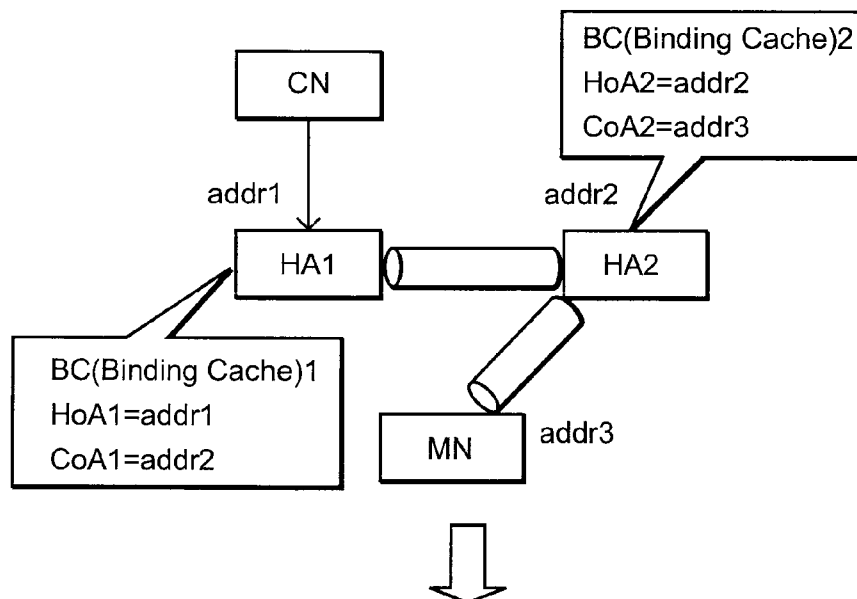 CN
BC(Binding Cache)2
HoA2=addr2
CoA2=addr3
addr1
addr2
HA1
HA2
BC(Binding Cache)1
HoA1=addr1
CoA1=addr2
MN
addr3